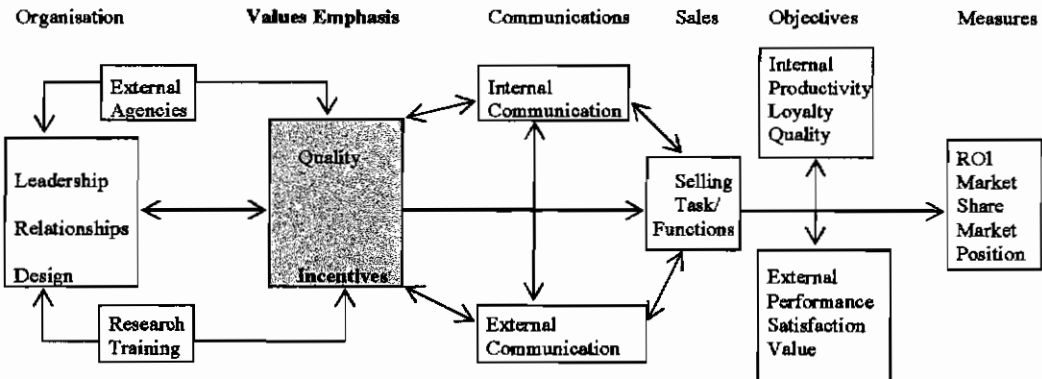 Organisation
Values Emphasis
Communications
Sales
Objectives
Measures
External
Agencies
Leadership
Relationships
Design
Research
Training
Quality
Incentives
Internal
Communication
External
Communication
Selling
Task/
Functions
Internal
Productivity
Loyalty
Quality
External
Performance
Satisfaction
Value
ROI
Market
Share
Market
Position